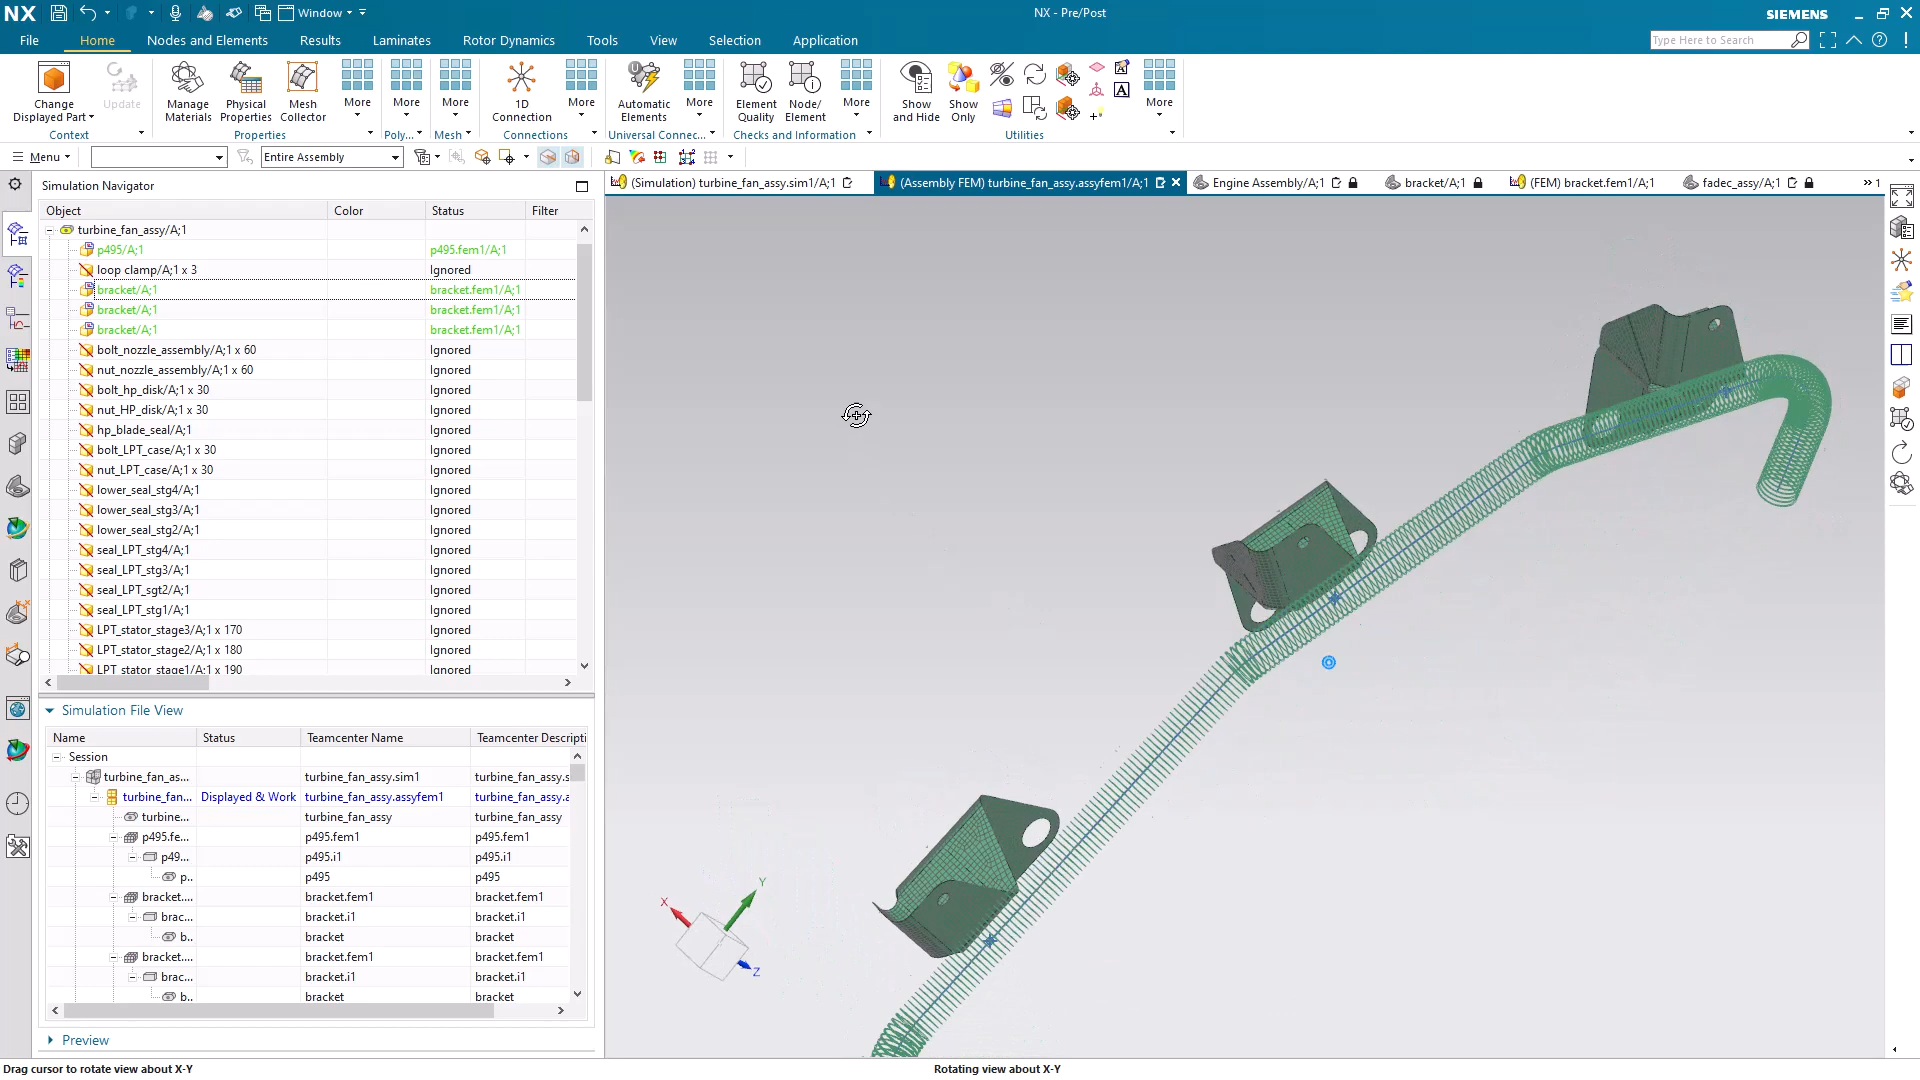 NX
Window
NX - Pre/Post
SIEMENS
File
Home
Nodes and Elements
Results
Laminates
Rotor Dynamics
Tools
View
Selection
Application
Type Here to Search
Change
Displayed Part
Update
Manage
Materials
Physical
Properties
Mesh
Collector
More
More
More
1D
Connection
More
Automatic
Elements
More
Element
Quality
Node/
Element
More
Show
and Hide
Show
Only
More
Context
Properties
Poly...
Mesh
Connections
Universal Connec...
Checks and Information
Utilities
Menu
Entire Assembly
Simulation Navigator
(Simulation) turbine_fan_assy.sim1/A;1
(Assembly FEM) turbine_fan_assy.assyfem1/A;1
Engine Assembly/A;1
bracket/A;1
(FEM) bracket.fem1/A;1
fadec_assy/A;1
1
Object Color Status Filter
turbine_fan_assy/A;1
p495/A;1 p495.fem1/A;1
loop clamp/A;1 x 3 Ignored
bracket/A;1 bracket.fem1/A;1
bracket/A;1 bracket.fem1/A;1
bracket/A;1 bracket.fem1/A;1
bolt_nozzle_assembly/A;1 x 60 Ignored
nut_nozzle_assembly/A;1 x 60 Ignored
bolt_hp_disk/A;1 x 30 Ignored
nut_HP_disk/A;1 x 30 Ignored
hp_blade_seal/A;1 Ignored
bolt_LPT_case/A;1 x 30 Ignored
nut_LPT_case/A;1 x 30 Ignored
lower_seal_stg4/A;1 Ignored
lower_seal_stg3/A;1 Ignored
lower_seal_stg2/A;1 Ignored
seal_LPT_stg4/A;1 Ignored
seal_LPT_stg3/A;1 Ignored
seal_LPT_sgt2/A;1 Ignored
seal_LPT_stg1/A;1 Ignored
LPT_stator_stage3/A;1 x 170 Ignored
LPT_stator_stage2/A;1 x 180 Ignored
LPT_stator_stage1/A;1 x 190 Ignored
Simulation File View
Name Status Teamcenter Name Teamcenter Descripti
Session
turbine_fan_as... turbine_fan_assy.sim1 turbine_fan_assy.s
turbine_fan... Displayed & Work turbine_fan_assy.assyfem1 turbine_fan_assy.a
turbine... turbine_fan_assy turbine_fan_assy
p495.fe... p495.fem1 p495.fem1
p49... p495.i1 p495.i1
p.. p495 p495
bracket.... bracket.fem1 bracket.fem1
brac... bracket.i1 bracket.i1
b.. bracket bracket
bracket.... bracket.fem1 bracket.fem1
brac... bracket.i1 bracket.i1
b.. bracket bracket
Preview
X
Y
Z
Drag cursor to rotate view about X-Y
Rotating view about X-Y